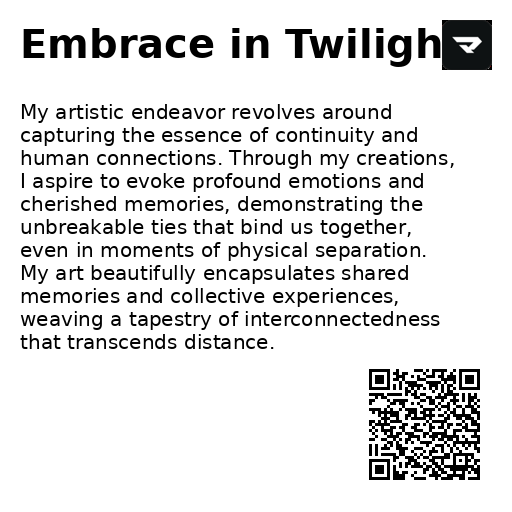 Embrace in Twiligh
My artistic endeavor revolves around
capturing the essence of continuity and
human connections. Through my creations,
I aspire to evoke profound emotions and
cherished memories, demonstrating the
unbreakable ties that bind us together,
even in moments of physical separation.
My art beautifully encapsulates shared
memories and collective experiences,
weaving a tapestry of interconnectedness
that transcends distance.